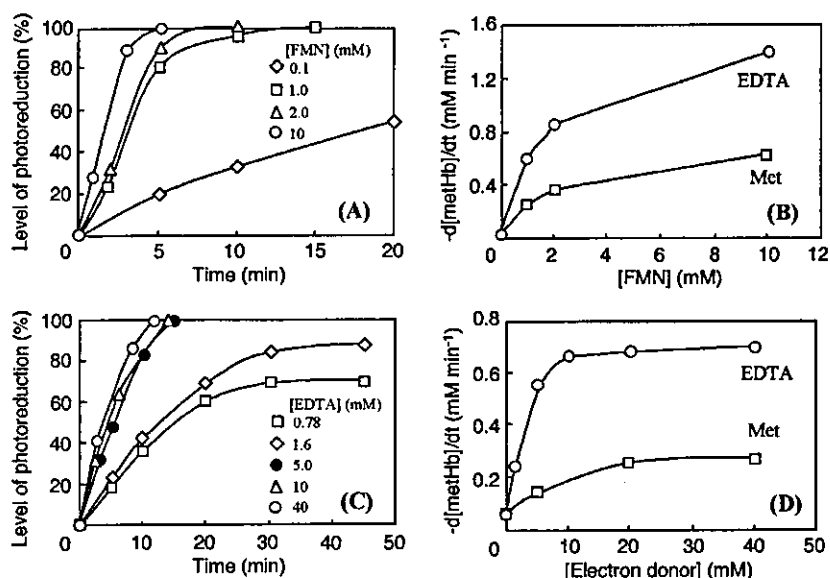 Level of photoreduction (%)
100
80
60
40
20
0
[FMN] (mM)
0.1
1.0
2.0
10
(A)
0
5
10
15
20
Time (min)
-d[metHb]/dt (mM min⁻¹)
1.6
1.2
0.8
0.4
EDTA
Met
(B)
0
2
4
6
8
10
12
[FMN] (mM)
Level of photoreduction (%)
100
80
60
40
20
0
[EDTA] (mM)
0.78
1.6
5.0
10
40
(C)
0
10
20
30
40
50
Time (min)
-d[metHb]/dt (mM min⁻¹)
0.8
0.6
0.4
0.2
EDTA
Met
(D)
0
10
20
30
40
50
[Electron donor] (mM)